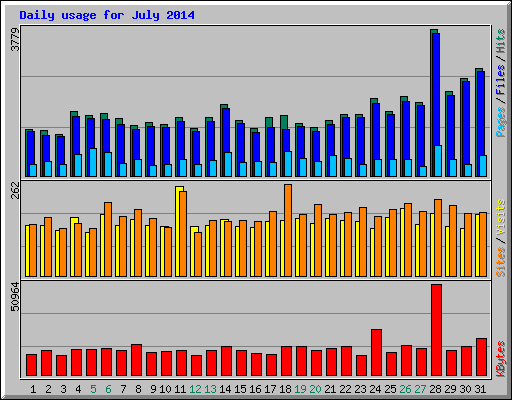 Daily usage for July 2014
3779
Pages / Files / Hits
262
Sites / Visits
50964
KBytes
1 2 3 4 5 6 7 8 9 10 11 12 13 14 15 16 17 18 19 20 21 22 23 24 25 26 27 28 29 30 31